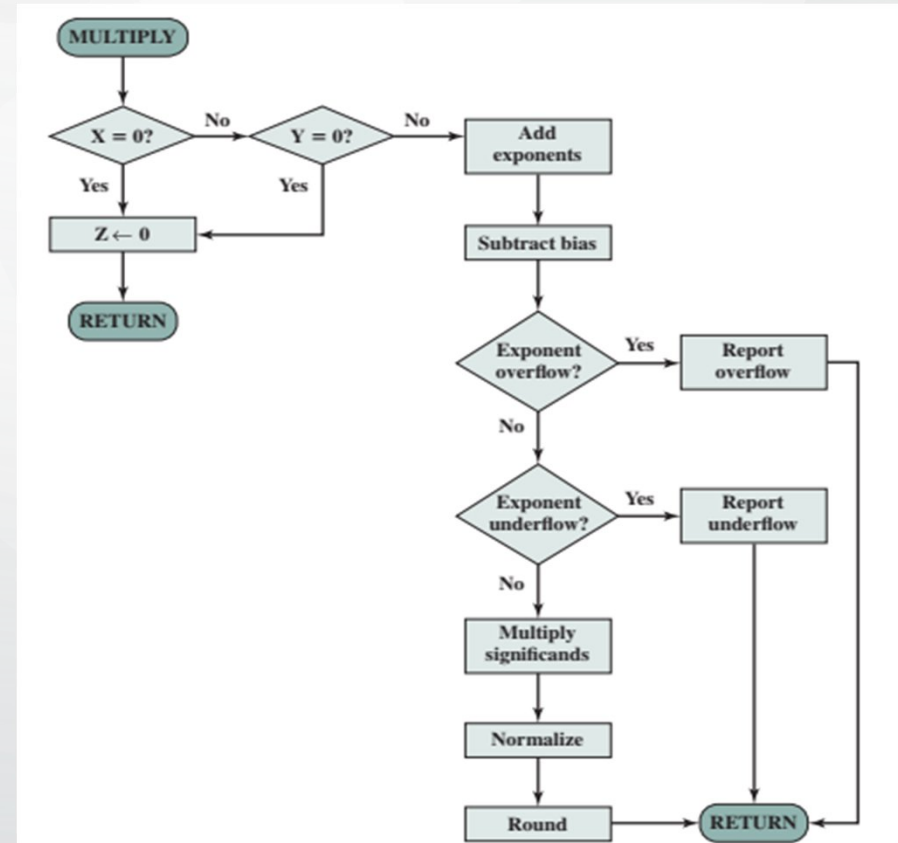 MULTIPLY
X = 0?
No
Y = 0?
No
Add
exponents
Yes
Yes
Z ← 0
Subtract bias
RETURN
Exponent
overflow?
Yes
Report
overflow
No
Exponent
underflow?
Yes
Report
underflow
No
Multiply
significands
Normalize
Round
RETURN